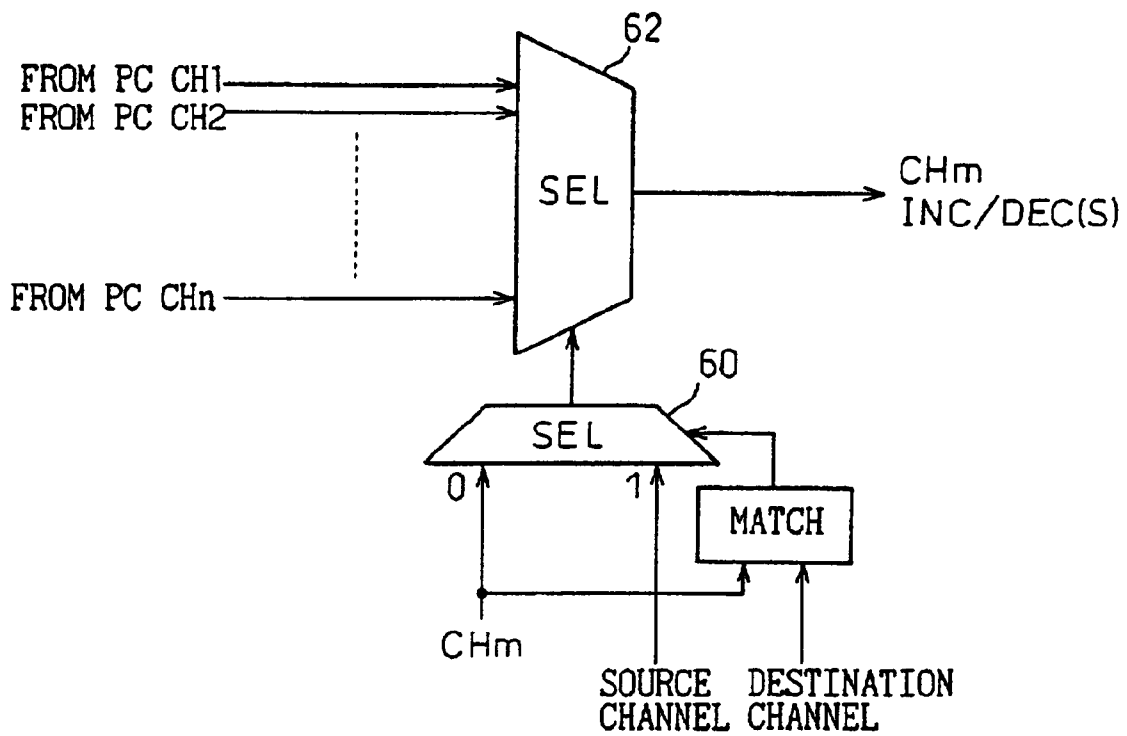 62
FROM PC CH1
FROM PC CH2
SEL
CHm
INC/DEC(S)
FROM PC CHn
60
SEL
0
1
MATCH
CHm
SOURCE DESTINATION
CHANNEL CHANNEL